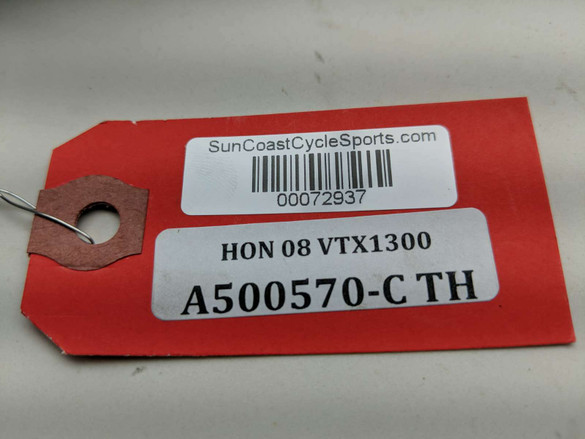 SunCoastCycleSports.com
00072937
HON 08 VTX1300
A500570-C TH